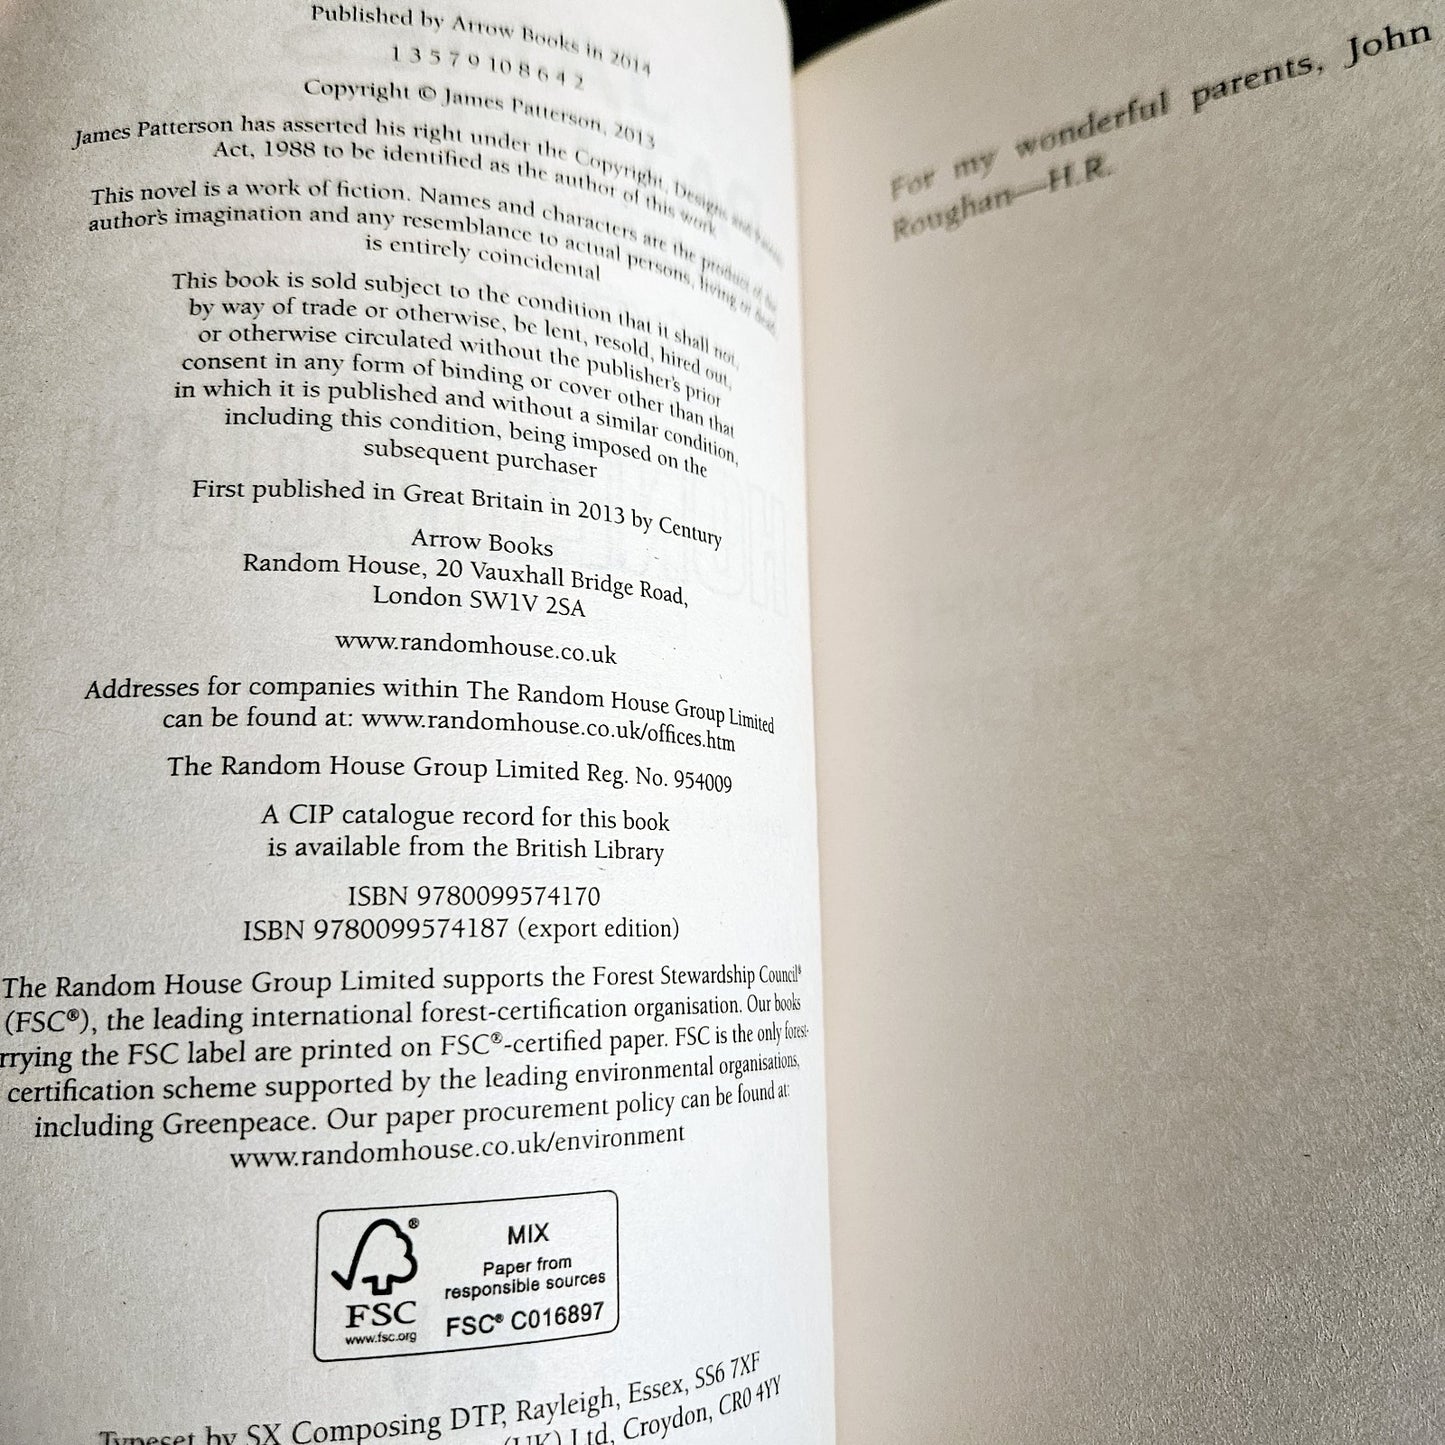 Published by Arrow Books in 2014
1 3 5 7 9 10 8 6 4 2
Copyright © James Patterson, 2013
James Patterson has asserted his right under the Copyright, Designs and Patents
Act, 1988 to be identified as the author of this work
This novel is a work of fiction. Names and characters are the product of the
author's imagination and any resemblance to actual persons, living or dead,
is entirely coincidental
This book is sold subject to the condition that it shall not,
by way of trade or otherwise, be lent, resold, hired out,
or otherwise circulated without the publisher's prior
consent in any form of binding or cover other than that
in which it is published and without a similar condition,
including this condition, being imposed on the
subsequent purchaser
First published in Great Britain in 2013 by Century
Arrow Books
Random House, 20 Vauxhall Bridge Road,
London SW1V 2SA
www.randomhouse.co.uk
Addresses for companies within The Random House Group Limited
can be found at: www.randomhouse.co.uk/offices.htm
The Random House Group Limited Reg. No. 954009
A CIP catalogue record for this book
is available from the British Library
ISBN 9780099574170
ISBN 9780099574187 (export edition)
The Random House Group Limited supports the Forest Stewardship Council®
(FSC®), the leading international forest-certification organisation. Our books
rrying the FSC label are printed on FSC®-certified paper. FSC is the only forest-
certification scheme supported by the leading environmental organisations,
including Greenpeace. Our paper procurement policy can be found at:
www.randomhouse.co.uk/environment
®
FSC
www.fsc.org
MIX
Paper from
responsible sources
FSC® C016897
Typeset by SX Composing DTP, Rayleigh, Essex, SS6 7XF
(UK) Ltd, Croydon, CR0 4YY
For my wonderful parents, John
Roughan—H.R.